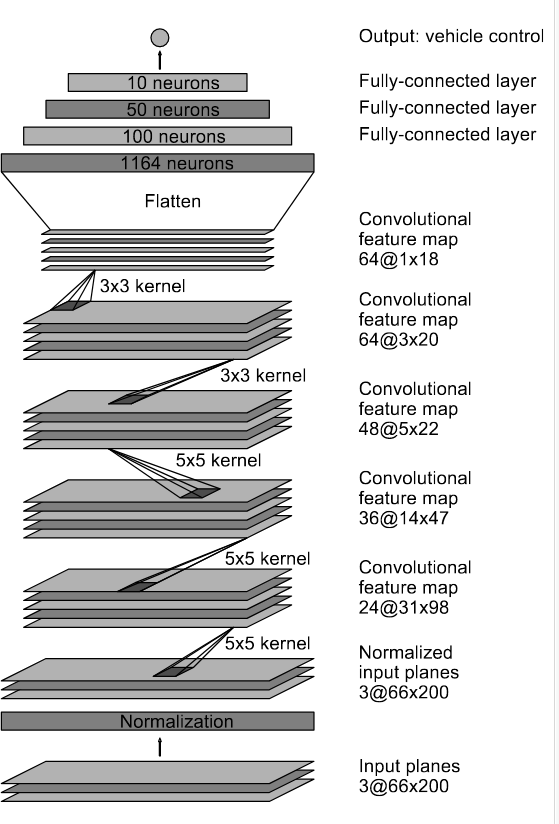 Output: vehicle control
10 neurons
Fully-connected layer
50 neurons
Fully-connected layer
100 neurons
Fully-connected layer
1164 neurons
Flatten
Convolutional
feature map
64@1x18
3x3 kernel
Convolutional
feature map
64@3x20
3x3 kernel
Convolutional
feature map
48@5x22
5x5 kernel
Convolutional
feature map
36@14x47
5x5 kernel
Convolutional
feature map
24@31x98
5x5 kernel
Normalized
input planes
3@66x200
Normalization
Input planes
3@66x200